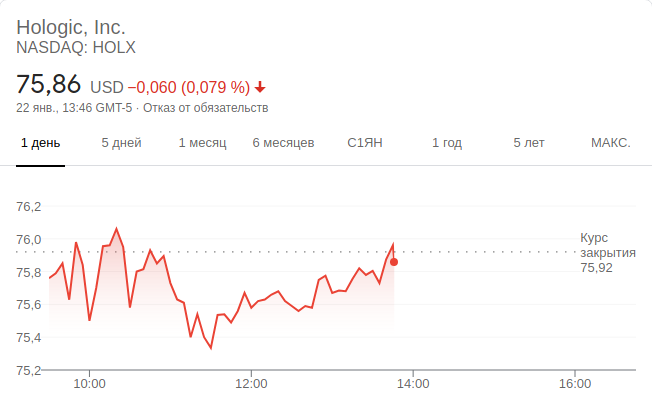 Hologic, Inc.
NASDAQ: HOLX
75,86 USD −0,060 (0,079 %)
22 янв., 13:46 GMT-5 · Отказ от обязательств
1 день 5 дней 1 месяц 6 месяцев С1ЯН 1 год 5 лет МАКС.
76,2
76,0
75,8
75,6
75,4
75,2
Курс
закрытия
75,92
10:00 12:00 14:00 16:00